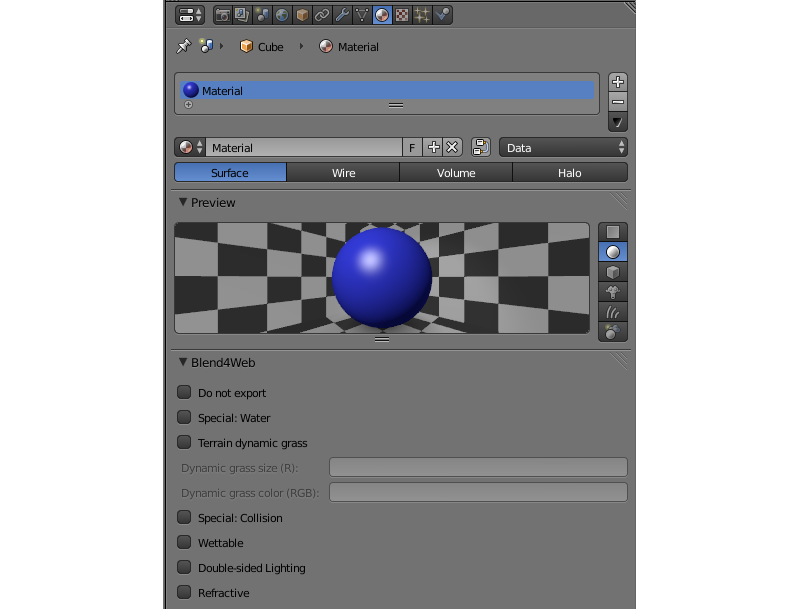 Cube Material
Material
Material F Data
Surface Wire Volume Halo
Preview
Blend4Web
Do not export
Special: Water
Terrain dynamic grass
Dynamic grass size (R):
Dynamic grass color (RGB):
Special: Collision
Wettable
Double-sided Lighting
Refractive